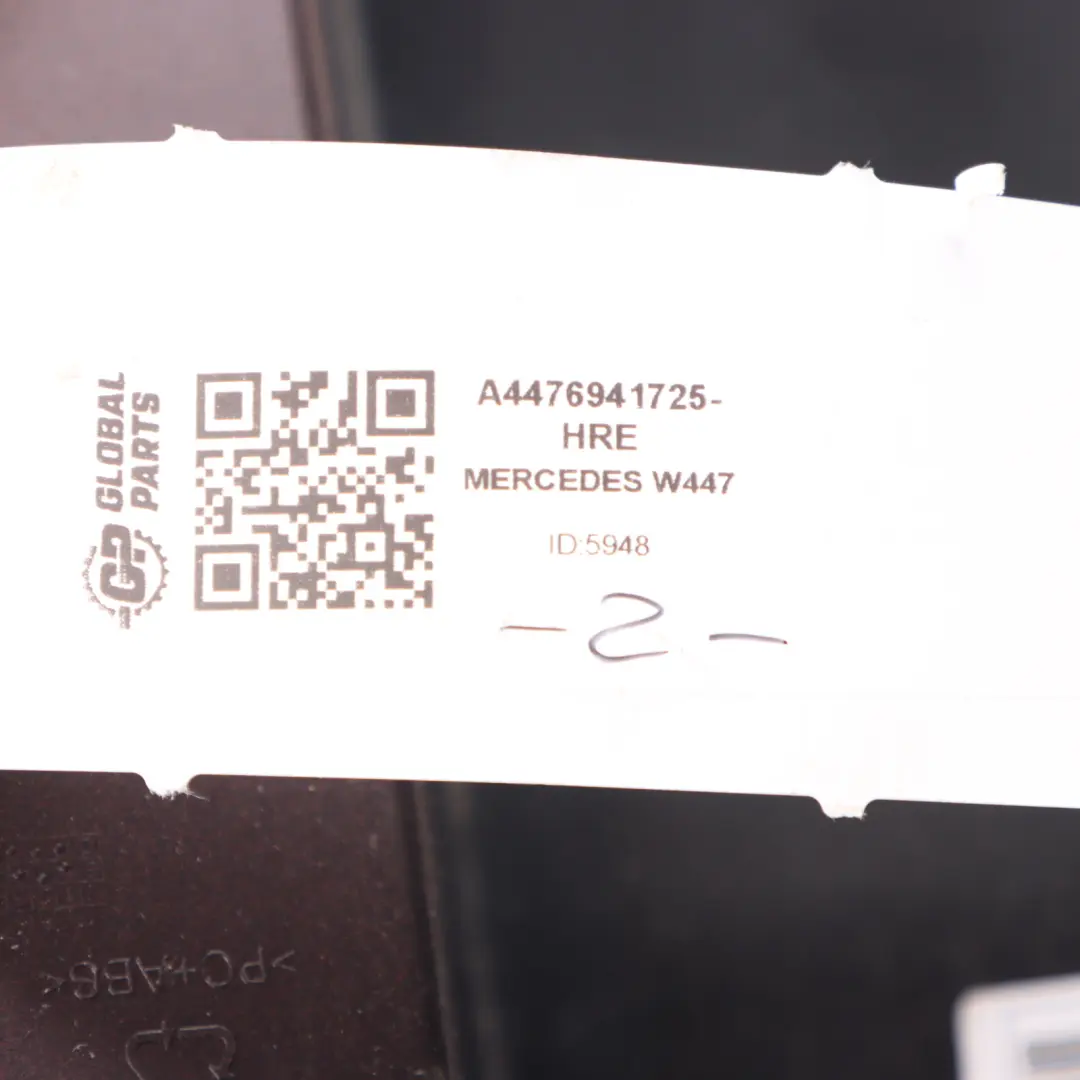 GLOBAL
PARTS
GP
A4476941725-
HRE
MERCEDES W447
ID:5948
- 2 -
>PC+ABS<